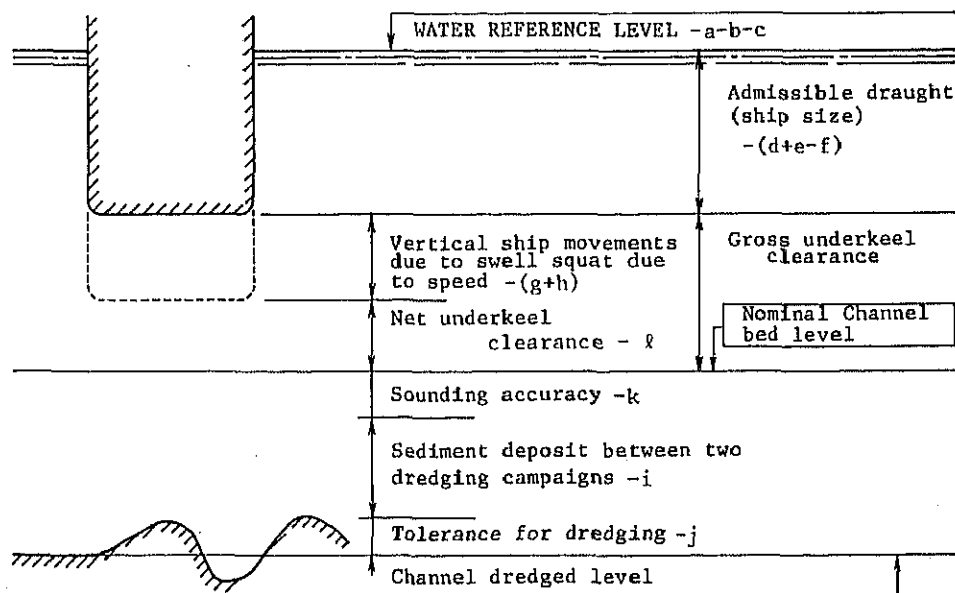 WATER REFERENCE LEVEL -a-b-c
Admissible draught
(ship size)
-(d+e-f)
Vertical ship movements
due to swell squat due
to speed -(g+h)
Gross underkeel
clearance
Net underkeel
clearance - ℓ
Nominal Channel
bed level
Sounding accuracy -k
Sediment deposit between two
dredging campaigns -i
Tolerance for dredging -j
Channel dredged level